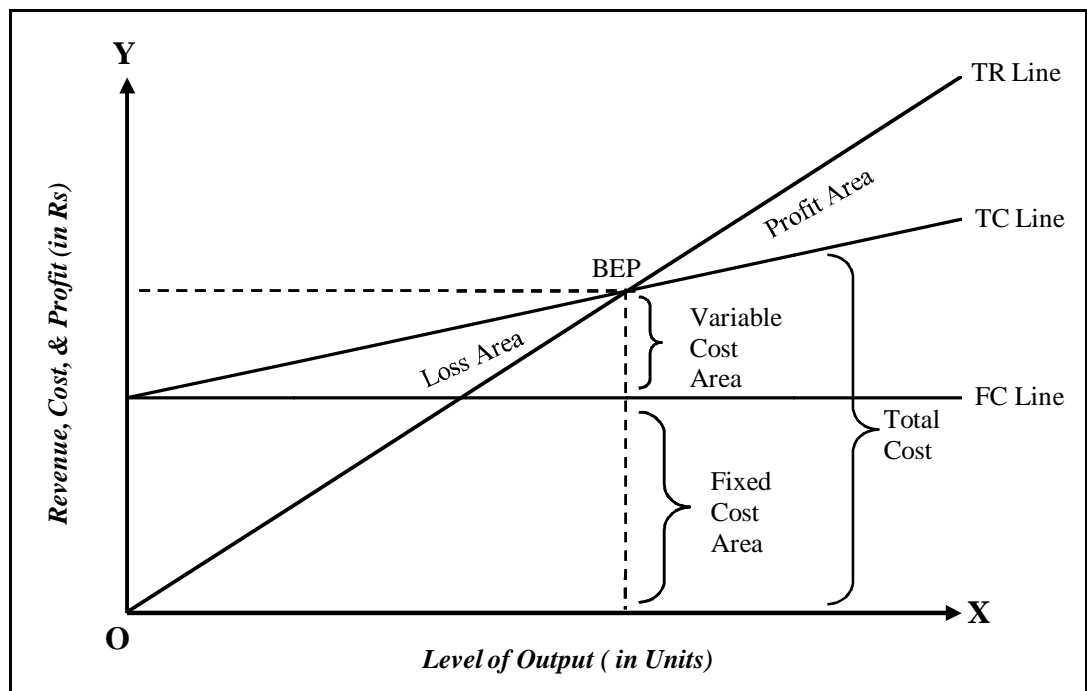 Y
TR Line
Profit Area
TC Line
BEP
Revenue, Cost, & Profit (in Rs)
Variable
Cost
Area
Loss Area
FC Line
Total
Cost
Fixed
Cost
Area
X
O
Level of Output ( in Units)